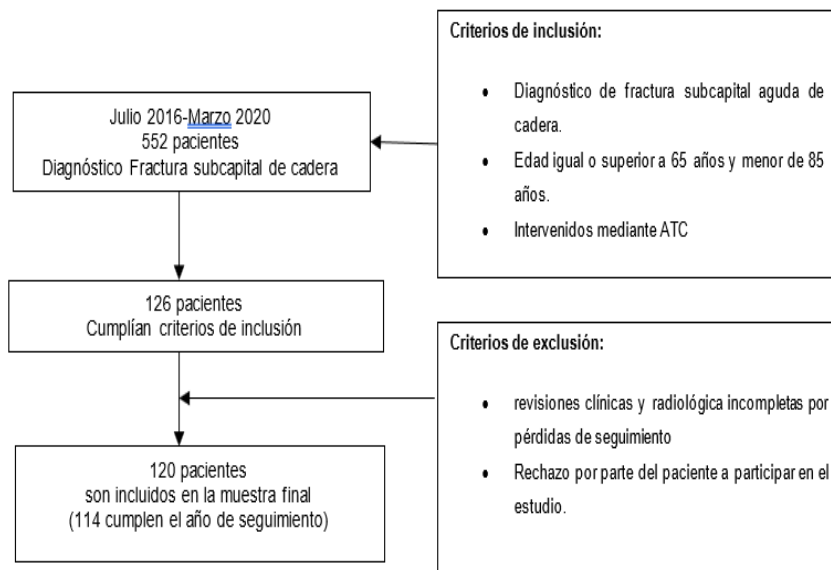 Criterios de inclusión:
• Diagnóstico de fractura subcapital aguda de
cadera.
• Edad igual o superior a 65 años y menor de 85
años.
• Intervenidos mediante ATC
Julio 2016-Marzo 2020
552 pacientes
Diagnóstico Fractura subcapital de cadera
126 pacientes
Cumplían criterios de inclusión
Criterios de exclusión:
• revisiones clínicas y radiológica incompletas por
pérdidas de seguimiento
• Rechazo por parte del paciente a participar en el
estudio.
120 pacientes
son incluidos en la muestra final
(114 cumplen el año de seguimiento)